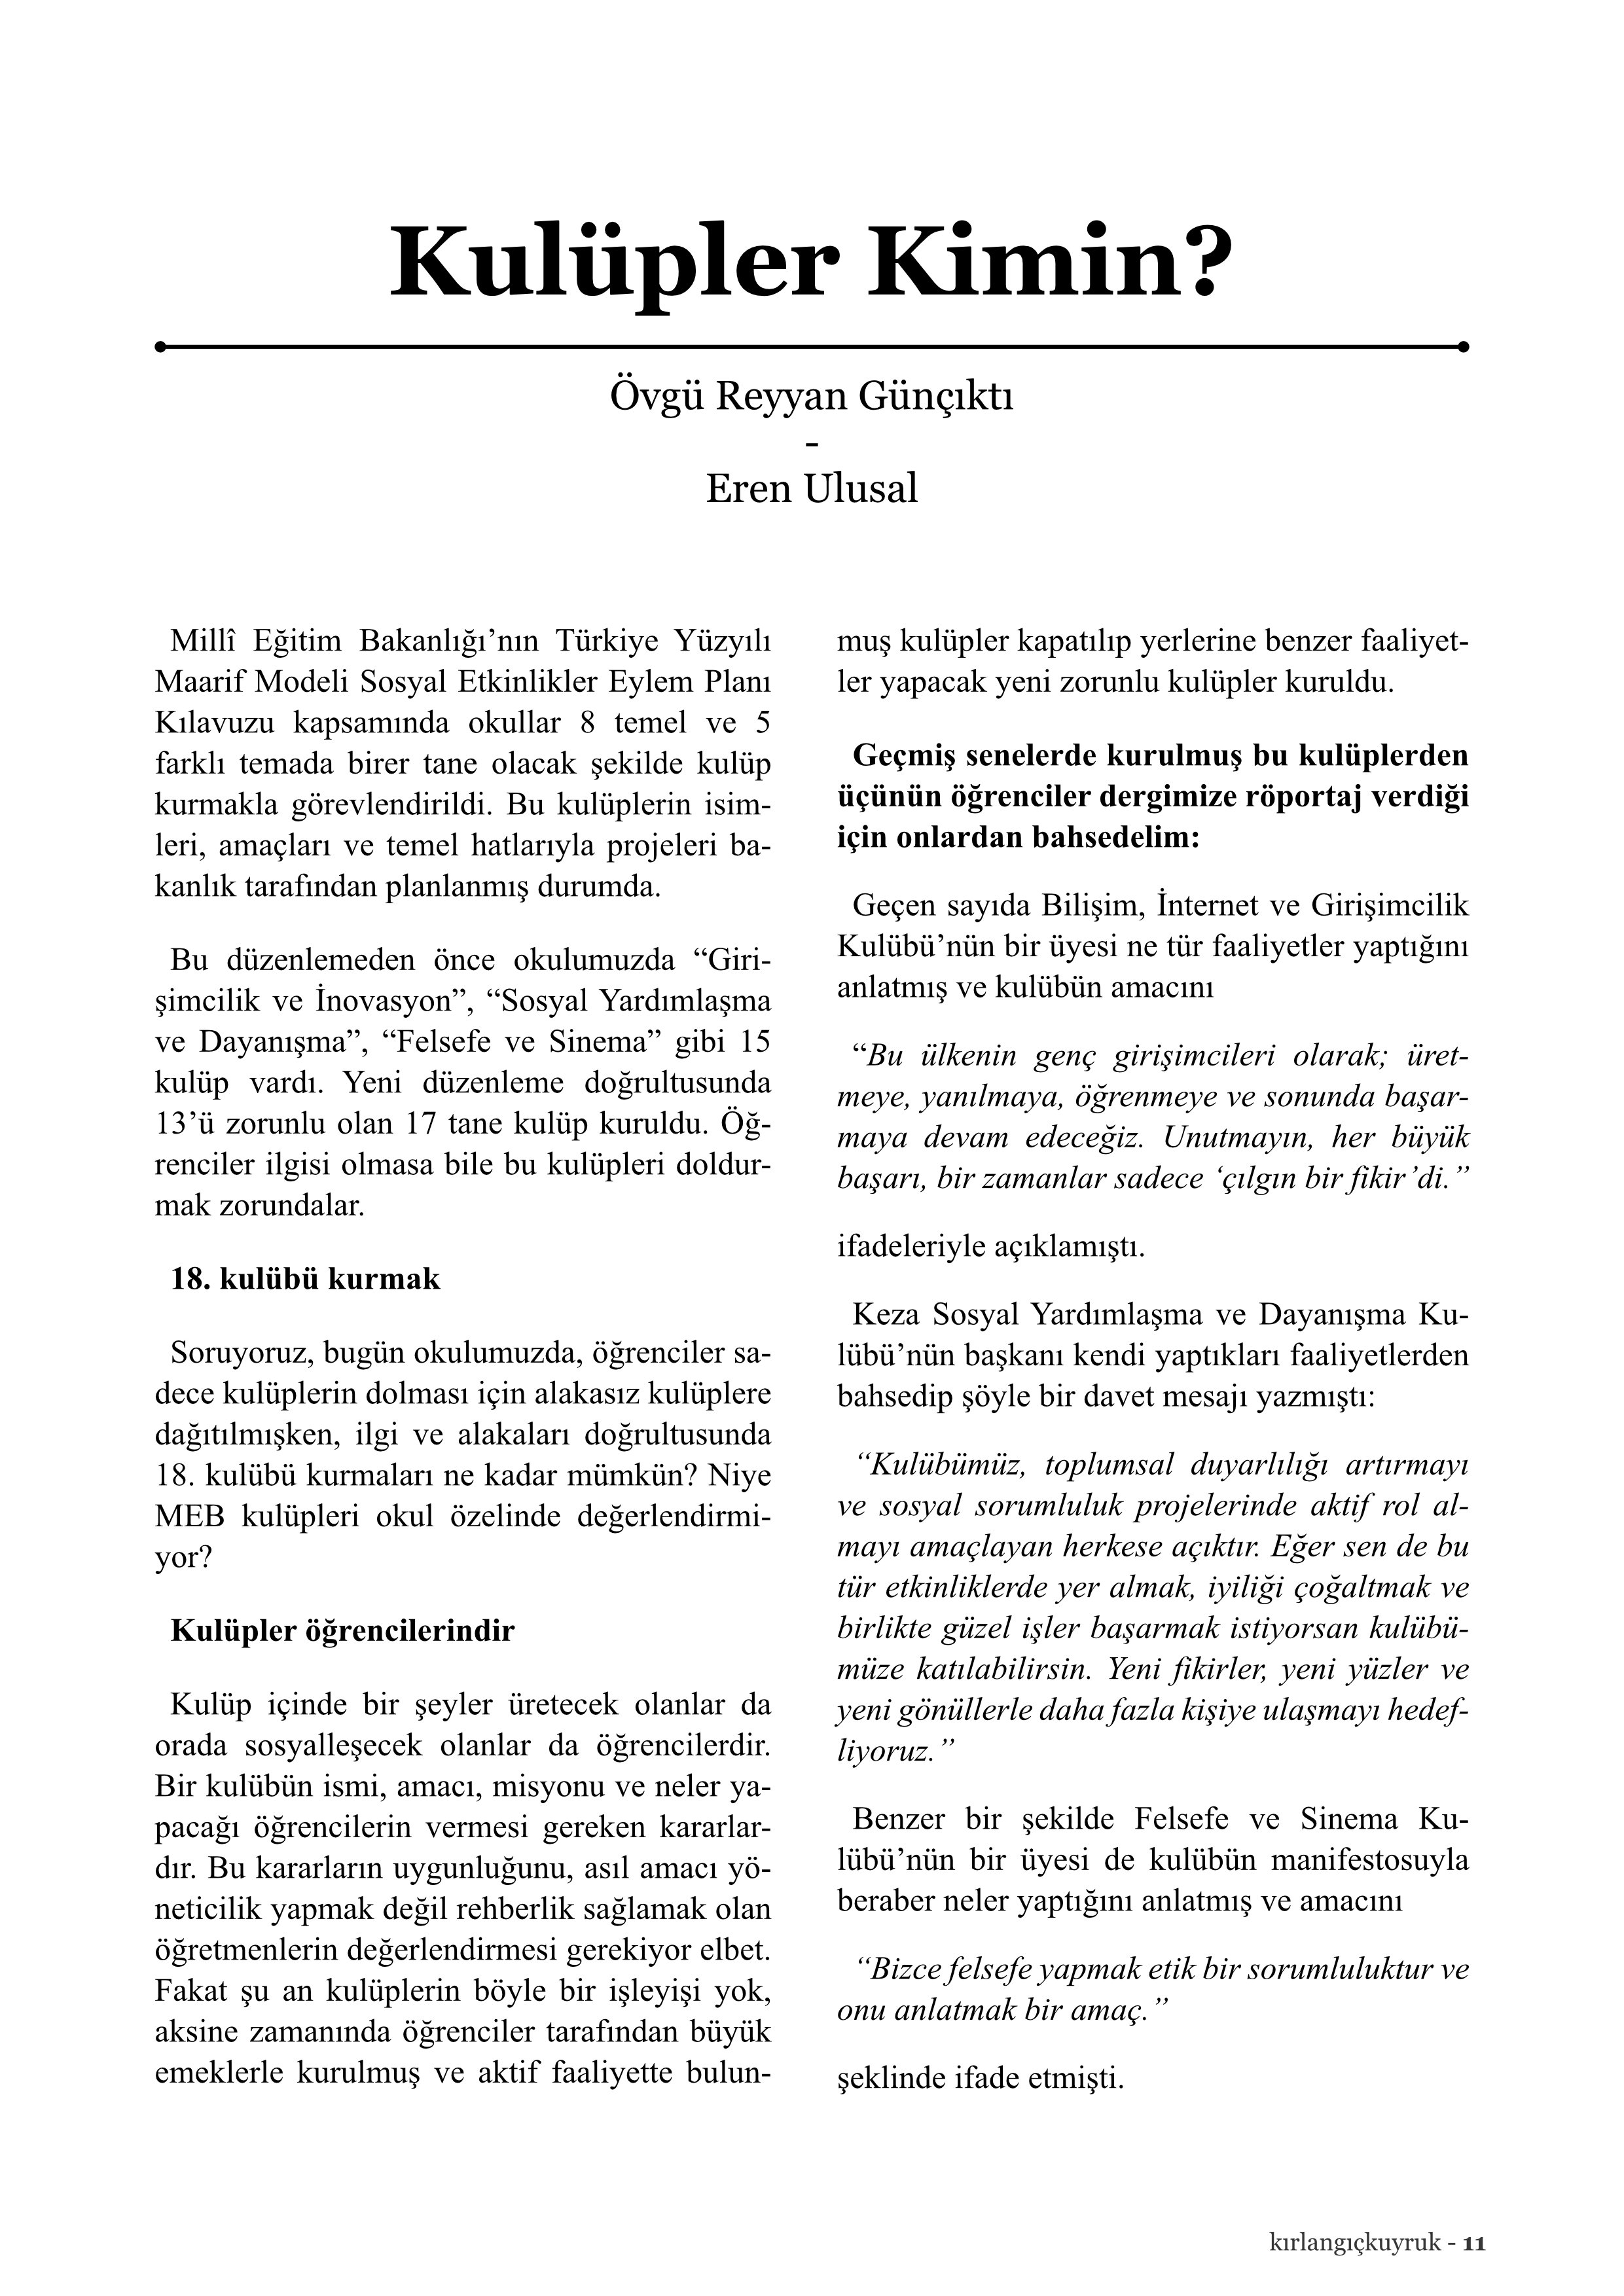 Kulüpler Kimin?
Övgü Reyyan Günçıktı
-
Eren Ulusal
Millî Eğitim Bakanlığı’nın Türkiye Yüzyılı
Maarif Modeli Sosyal Etkinlikler Eylem Planı
Kılavuzu kapsamında okullar 8 temel ve 5
farklı temada birer tane olacak şekilde kulüp
kurmakla görevlendirildi. Bu kulüplerin isim-
leri, amaçları ve temel hatlarıyla projeleri ba-
kanlık tarafından planlanmış durumda.
Bu düzenlemeden önce okulumuzda “Giri-
şimcilik ve İnovasyon”, “Sosyal Yardımlaşma
ve Dayanışma”, “Felsefe ve Sinema” gibi 15
kulüp vardı. Yeni düzenleme doğrultusunda
13’ü zorunlu olan 17 tane kulüp kuruldu. Öğ-
renciler ilgisi olmasa bile bu kulüpleri doldur-
mak zorundalar.
18. kulübü kurmak
Soruyoruz, bugün okulumuzda, öğrenciler sa-
dece kulüplerin dolması için alakasız kulüplere
dağıtılmışken, ilgi ve alakaları doğrultusunda
18. kulübü kurmaları ne kadar mümkün? Niye
MEB kulüpleri okul özelinde değerlendirmi-
yor?
Kulüpler öğrencilerindir
Kulüp içinde bir şeyler üretecek olanlar da
orada sosyalleşecek olanlar da öğrencilerdir.
Bir kulübün ismi, amacı, misyonu ve neler ya-
pacağı öğrencilerin vermesi gereken kararlar-
dır. Bu kararların uygunluğunu, asıl amacı yö-
neticilik yapmak değil rehberlik sağlamak olan
öğretmenlerin değerlendirmesi gerekiyor elbet.
Fakat şu an kulüplerin böyle bir işleyişi yok,
aksine zamanında öğrenciler tarafından büyük
emeklerle kurulmuş ve aktif faaliyette bulun-
muş kulüpler kapatılıp yerlerine benzer faaliyet-
ler yapacak yeni zorunlu kulüpler kuruldu.
Geçmiş senelerde kurulmuş bu kulüplerden
üçünün öğrenciler dergimize röportaj verdiği
için onlardan bahsedelim:
Geçen sayıda Bilişim, İnternet ve Girişimcilik
Kulübü’nün bir üyesi ne tür faaliyetler yaptığını
anlatmış ve kulübün amacını
“Bu ülkenin genç girişimcileri olarak; üret-
meye, yanılmaya, öğrenmeye ve sonunda başar-
maya devam edeceğiz. Unutmayın, her büyük
başarı, bir zamanlar sadece ‘çılgın bir fikir’di.”
ifadeleriyle açıklamıştı.
Keza Sosyal Yardımlaşma ve Dayanışma Ku-
lübü’nün başkanı kendi yaptıkları faaliyetlerden
bahsedip şöyle bir davet mesajı yazmıştı:
“Kulübümüz, toplumsal duyarlılığı artırmayı
ve sosyal sorumluluk projelerinde aktif rol al-
mayı amaçlayan herkese açıktır. Eğer sen de bu
tür etkinliklerde yer almak, iyiliği çoğaltmak ve
birlikte güzel işler başarmak istiyorsan kulübü-
müze katılabilirsin. Yeni fikirler, yeni yüzler ve
yeni gönüllerle daha fazla kişiye ulaşmayı hedef-
liyoruz.”
Benzer bir şekilde Felsefe ve Sinema Ku-
lübü’nün bir üyesi de kulübün manifestosuyla
beraber neler yaptığını anlatmış ve amacını
“Bizce felsefe yapmak etik bir sorumluluktur ve
onu anlatmak bir amaç.”
şeklinde ifade etmişti.
kırlangıçkuyruk - 11